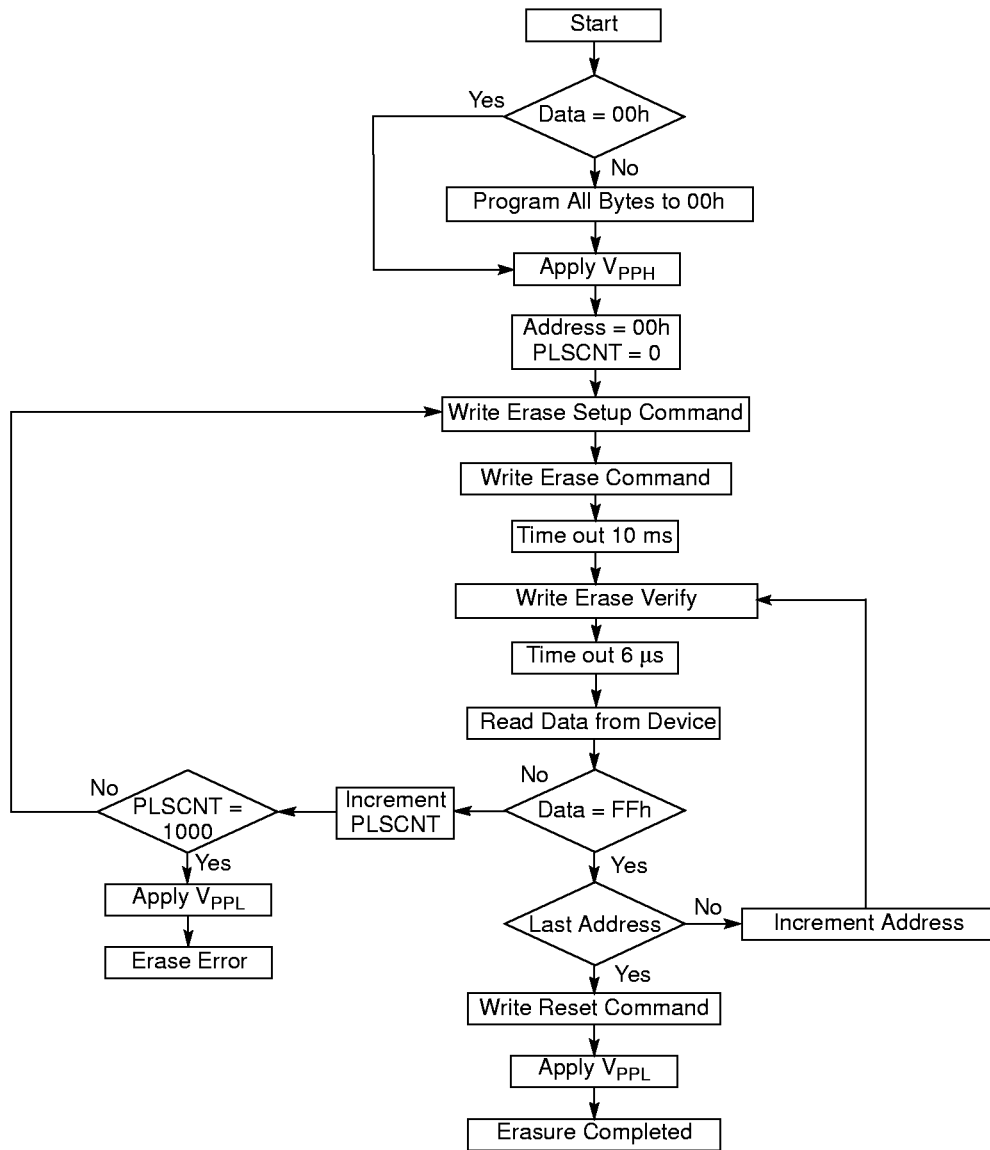 Start
Yes
Data = 00h
No
Program All Bytes to 00h
Apply VPPH
Address = 00h
PLSCNT = 0
Write Erase Setup Command
Write Erase Command
Time out 10 ms
Write Erase Verify
Time out 6 μs
Read Data from Device
No
Data = FFh
Yes
Increment
PLSCNT
No
PLSCNT =
1000
Yes
Apply VPPL
Erase Error
Last Address
No
Increment Address
Yes
Write Reset Command
Apply VPPL
Erasure Completed